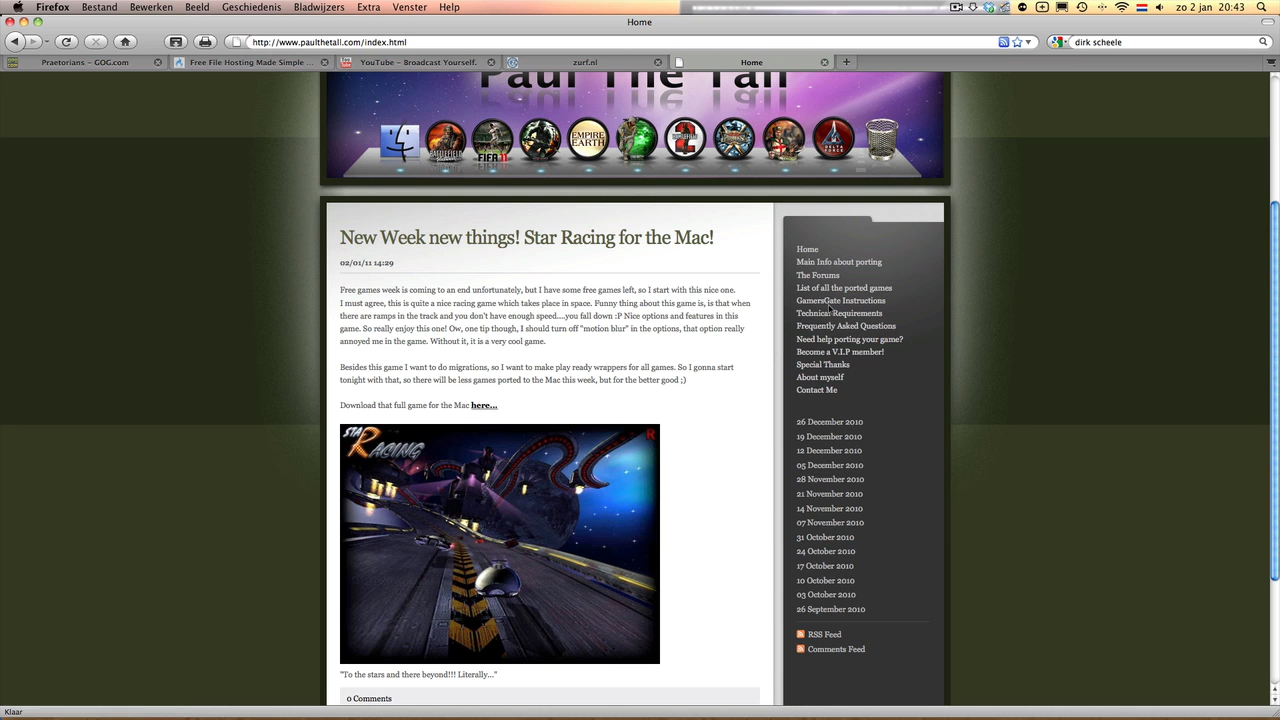 Firefox Bestand Bewerken Beeld Geschiedenis Bladwijzers Extra Venster Help zo 2 jan 20:43
Home
http://www.paulthetall.com/index.html dirk scheele
Praetorians - GOG.com Free File Hosting Made Simple ... YouTube - Broadcast Yourself. zurf.nl Home
Paul The Tall
BATTLEFIELD FIFA 11 EMPIRE EARTH DELTA FORCE
New Week new things! Star Racing for the Mac!
02/01/11 14:29
Free games week is coming to an end unfortunately, but I have some free games left, so I start with this nice one.
I must agree, this is quite a nice racing game which takes place in space. Funny thing about this game is, is that when
there are ramps in the track and you don't have enough speed....you fall down :P Nice options and features in this
game. So really enjoy this one! Ow, one tip though, I should turn off "motion blur" in the options, that option really
annoyed me in the game. Without it, it is a very cool game.
Besides this game I want to do migrations, so I want to make play ready wrappers for all games. So I gonna start
tonight with that, so there will be less games ported to the Mac this week, but for the better good ;)
Download that full game for the Mac here...
STAR RACING
R
"To the stars and there beyond!!! Literally..."
0 Comments
Home
Main Info about porting
The Forums
List of all the ported games
GamersGate Instructions
Technical Requirements
Frequently Asked Questions
Need help porting your game?
Become a V.I.P member!
Special Thanks
About myself
Contact Me
26 December 2010
19 December 2010
12 December 2010
05 December 2010
28 November 2010
21 November 2010
14 November 2010
07 November 2010
31 October 2010
24 October 2010
17 October 2010
10 October 2010
03 October 2010
26 September 2010
RSS Feed
Comments Feed
Klaar